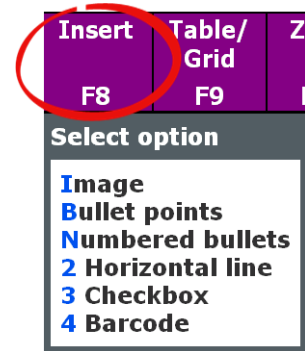 Insert
F8
Table/
Grid
F9
Z
Select option
Image
Bullet points
Numbered bullets
2 Horizontal line
3 Checkbox
4 Barcode